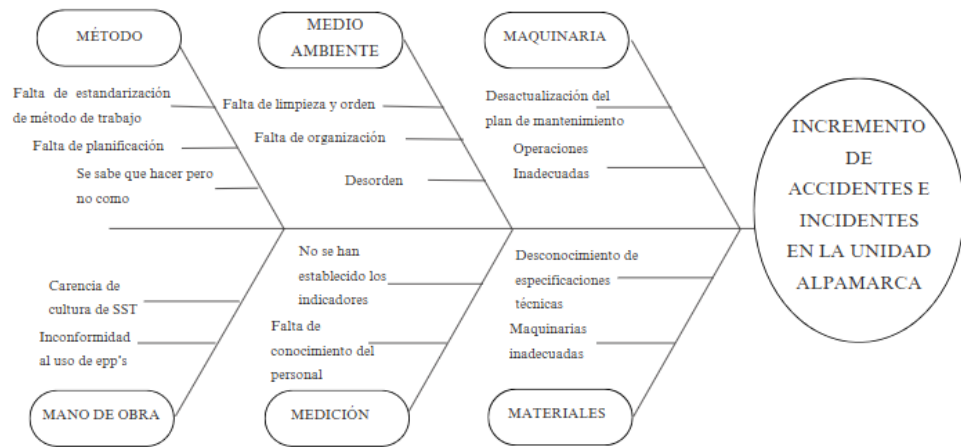 MÉTODO
MEDIO
AMBIENTE
MAQUINARIA
Falta de estandarización
de método de trabajo
Falta de planificación
Se sabe que hacer pero
no como
Falta de limpieza y orden
Falta de organización
Desorden
Desactualización del
plan de mantenimiento
Operaciones
Inadecuadas
INCREMENTO
DE
ACCIDENTES E
INCIDENTES
EN LA UNIDAD
ALPAMARCA
Carencia de
cultura de SST
Inconformidad
al uso de epp's
No se han
establecido los
indicadores
Falta de
conocimiento del
personal
Desconocimiento de
especificaciones
técnicas
Maquinarias
inadecuadas
MANO DE OBRA
MEDICIÓN
MATERIALES